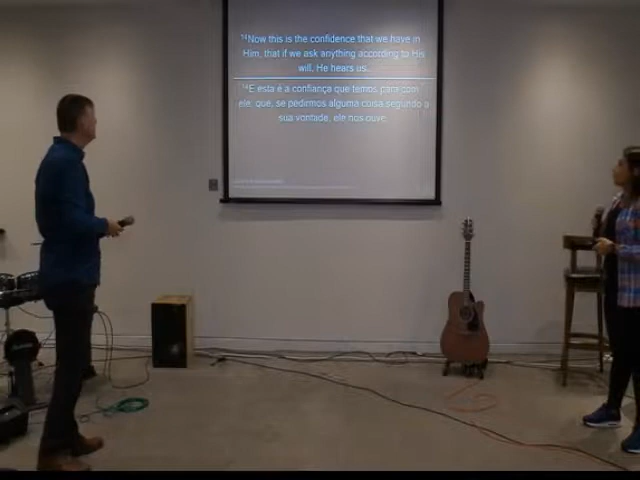 14Now this is the confidence that we have in
Him, that if we ask anything according to His
will, He hears us.
14E esta é a confiança que temos para com
ele, que, se pedirmos alguma coisa segundo a
sua vontade, ele nos ouve.